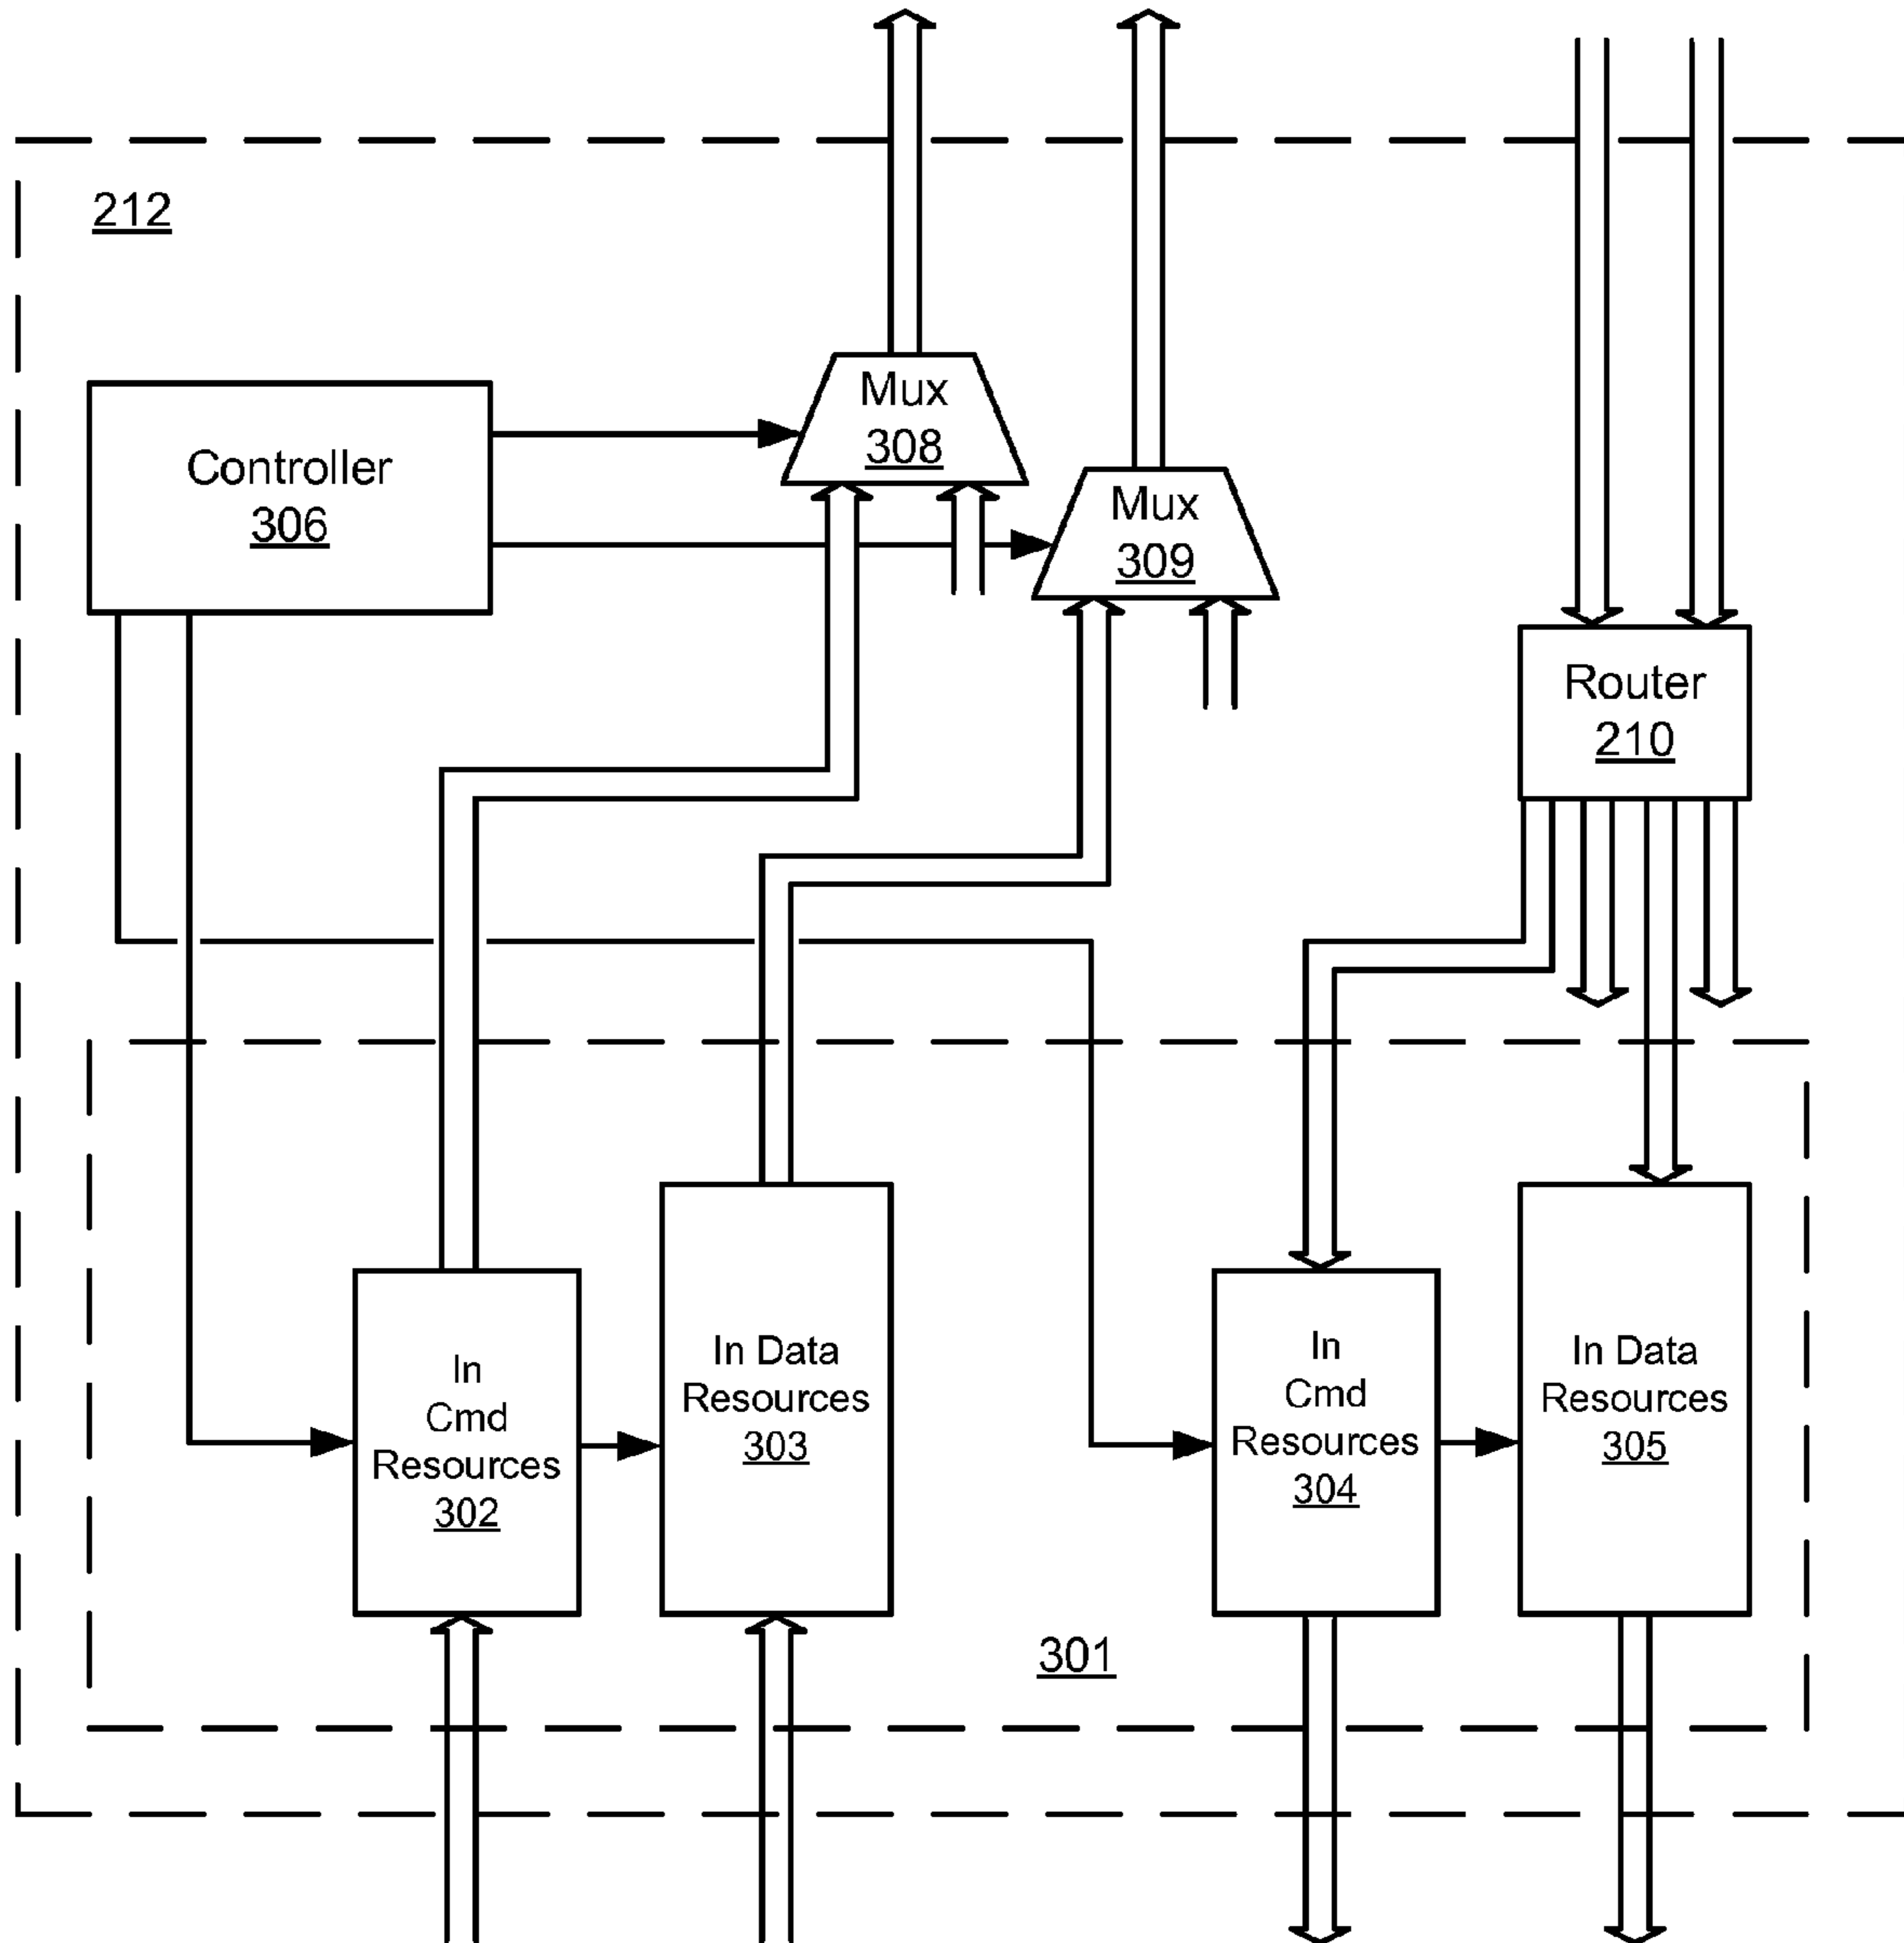 212
Mux
308
Controller
306
Mux
309
Router
210
In
Cmd
Resources
302
In Data
Resources
303
In
Cmd
Resources
304
In Data
Resources
305
301